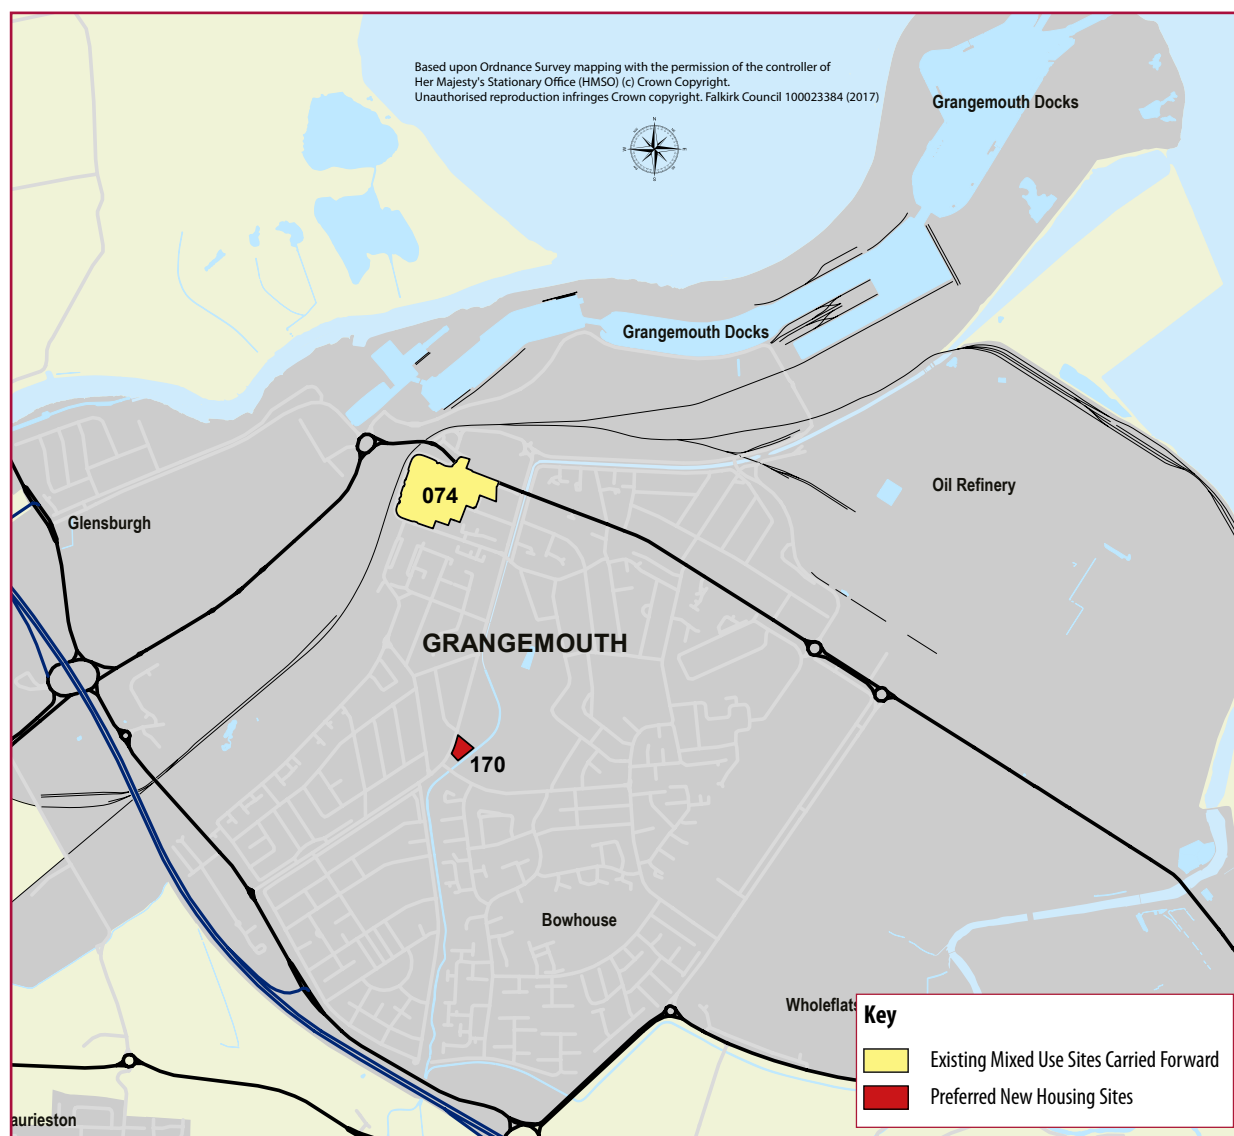 Based upon Ordnance Survey mapping with the permission of the controller of
Her Majesty's Stationary Office (HMSO) (c) Crown Copyright.
Unauthorised reproduction infringes Crown copyright. Falkirk Council 100023384 (2017)
Grangemouth Docks
N
E
S
W
Grangemouth Docks
074
Oil Refinery
Glensburgh
GRANGEMOUTH
170
Bowhouse
Wholeflats
Key
Existing Mixed Use Sites Carried Forward
Preferred New Housing Sites
aurieston